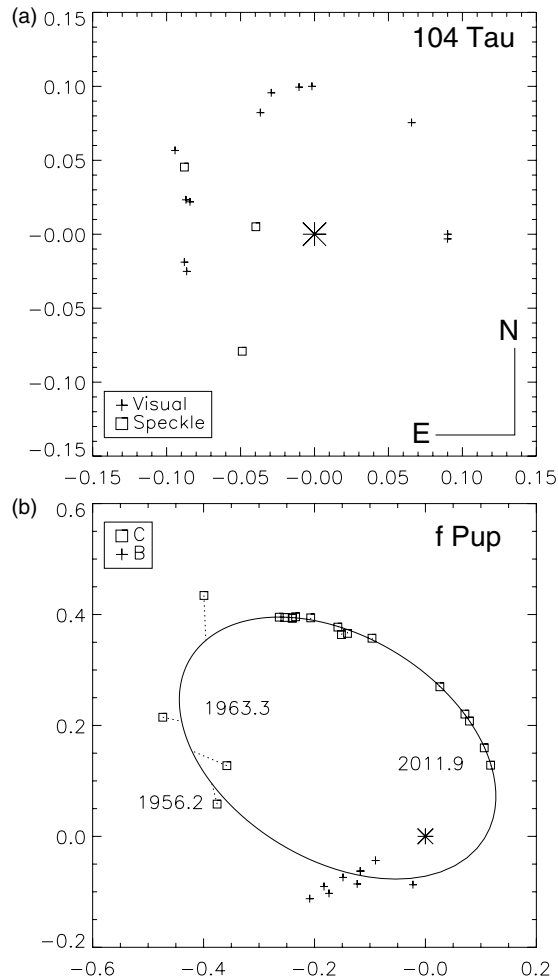 (a)
104 Tau
0.15
0.10
0.05
−0.00
−0.05
−0.10
−0.15
N
E
Visual
Speckle
−0.15 −0.10 −0.05 −0.00 0.05 0.10 0.15
(b)
f Pup
C
B
0.6
0.4
0.2
0.0
−0.2
1963.3
2011.9
1956.2
−0.6 −0.4 −0.2 −0.0 0.2